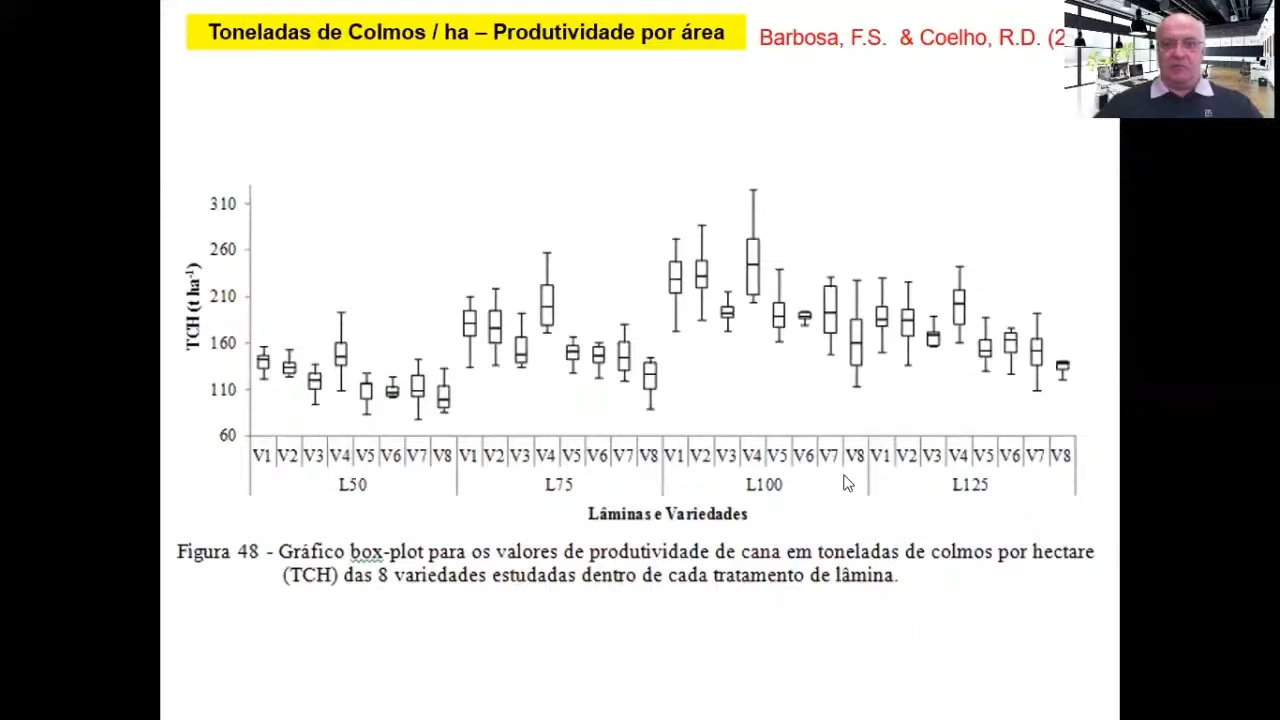 Toneladas de Colmos / ha – Produtividade por área
Barbosa, F.S. & Coelho, R.D. (2
TCH (t ha-1)
310
260
210
160
110
60
V1 V2 V3 V4 V5 V6 V7 V8 V1 V2 V3 V4 V5 V6 V7 V8 V1 V2 V3 V4 V5 V6 V7 V8 V1 V2 V3 V4 V5 V6 V7 V8
L50 L75 L100 L125
Lâminas e Variedades
Figura 48 - Gráfico box-plot para os valores de produtividade de cana em toneladas de colmos por hectare
(TCH) das 8 variedades estudadas dentro de cada tratamento de lâmina.